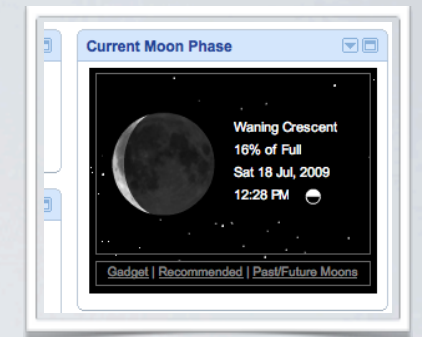 Current Moon Phase
Waning Crescent
16% of Full
Sat 18 Jul, 2009
12:28 PM
Gadget | Recommended | Past/Future Moons